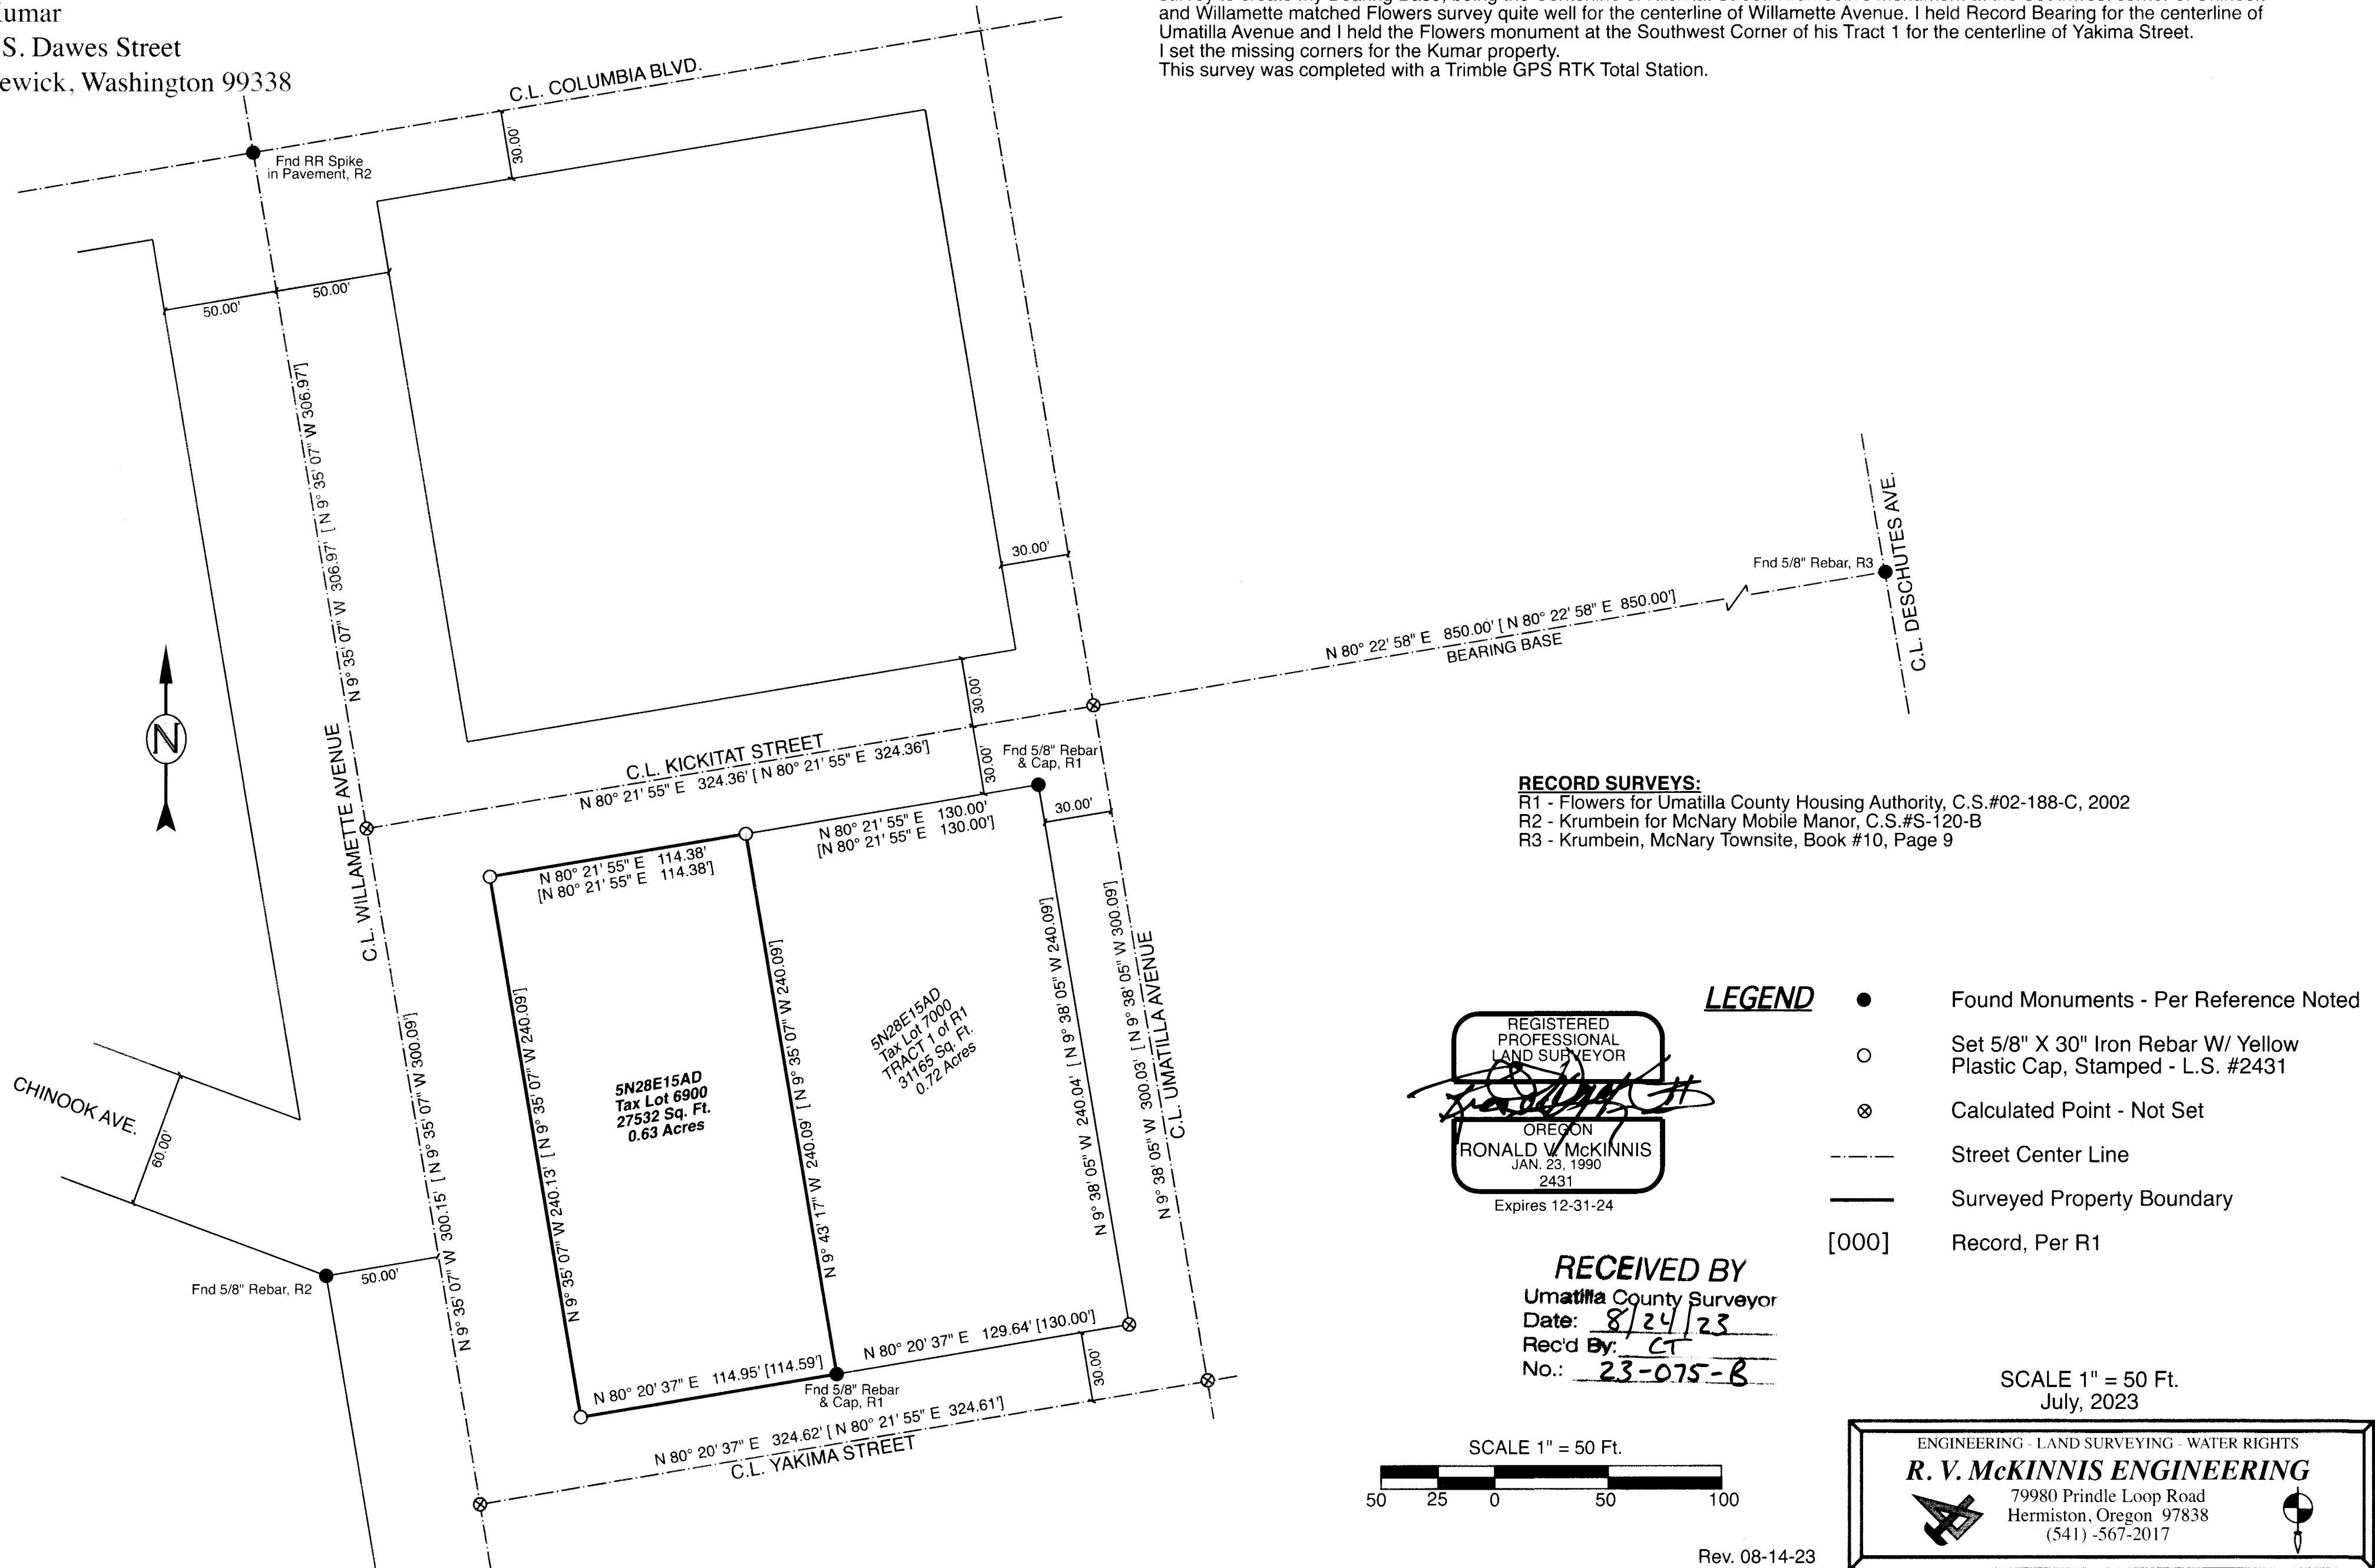 Kumar
S. Dawes Street
ewick, Washington 99338
and Willamette matched Flowers survey quite well for the centerline of Willamette Avenue. I held Record Bearing for the centerline of
Umatilla Avenue and I held the Flowers monument at the Southwest Corner of his Tract 1 for the centerline of Yakima Street.
I set the missing corners for the Kumar property.
This survey was completed with a Trimble GPS RTK Total Station.
C.L. COLUMBIA BLVD.
30.00'
Fnd RR Spike
in Pavement, R2
50.00'
50.00'
N 9° 35' 07" W 306.97' [ N 9° 35' 07" W 306.97']
30.00'
C.L. DESCHUTES AVE.
Fnd 5/8" Rebar, R3
N 80° 22' 58" E 850.00' [ N 80° 22' 58" E 850.00']
BEARING BASE
N
C.L. WILLAMETTE AVENUE
30.00'
C.L. KICKITAT STREET
N 80° 21' 55" E 324.36' [ N 80° 21' 55" E 324.36']
30.00'
Fnd 5/8" Rebar
& Cap, R1
30.00'
N 80° 21' 55" E 130.00'
[N 80° 21' 55" E 130.00']
N 80° 21' 55" E 114.38'
[N 80° 21' 55" E 114.38']
RECORD SURVEYS:
R1 - Flowers for Umatilla County Housing Authority, C.S.#02-188-C, 2002
R2 - Krumbein for McNary Mobile Manor, C.S.#S-120-B
R3 - Krumbein, McNary Townsite, Book #10, Page 9
N 9° 35' 07" W 300.15' [ N 9° 35' 07" W 300.09']
N 9° 35' 07" W 240.13' [ N 9° 35' 07" W 240.09']
N 9° 43' 17" W 240.09' [ N 9° 35' 07" W 240.09']
N 9° 38' 05" W 240.04' [ N 9° 38' 05" W 240.09']
N 9° 38' 05" W 300.03' [ N 9° 38' 05" W 300.09']
C.L. UMATILLA AVENUE
5N28E15AD
Tax Lot 7000
TRACT 1 of R1
31165 Sq. Ft.
0.72 Acres
5N28E15AD
Tax Lot 6900
27532 Sq. Ft.
0.63 Acres
CHINOOK AVE.
60.00'
50.00'
Fnd 5/8" Rebar, R2
N 80° 20' 37" E 129.64' [130.00']
N 80° 20' 37" E 114.95' [114.59']
Fnd 5/8" Rebar
& Cap, R1
30.00'
N 80° 20' 37" E 324.62' [ N 80° 21' 55" E 324.61']
C.L. YAKIMA STREET
LEGEND
Found Monuments - Per Reference Noted
Set 5/8" X 30" Iron Rebar W/ Yellow
Plastic Cap, Stamped - L.S. #2431
Calculated Point - Not Set
Street Center Line
Surveyed Property Boundary
[000] Record, Per R1
REGISTERED
PROFESSIONAL
LAND SURVEYOR
OREGON
RONALD V. McKINNIS
JAN. 23, 1990
2431
Expires 12-31-24
RECEIVED BY
Umatilla County Surveyor
Date: 8/24/23
Rec'd By: CT
No.: 23-075-B
SCALE 1" = 50 Ft.
50 25 0 50 100
SCALE 1" = 50 Ft.
July, 2023
ENGINEERING - LAND SURVEYING - WATER RIGHTS
R. V. McKINNIS ENGINEERING
79980 Prindle Loop Road
Hermiston, Oregon 97838
(541) -567-2017
Rev. 08-14-23